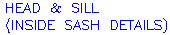 HEAD & SILL
(INSIDE SASH DETAILS)